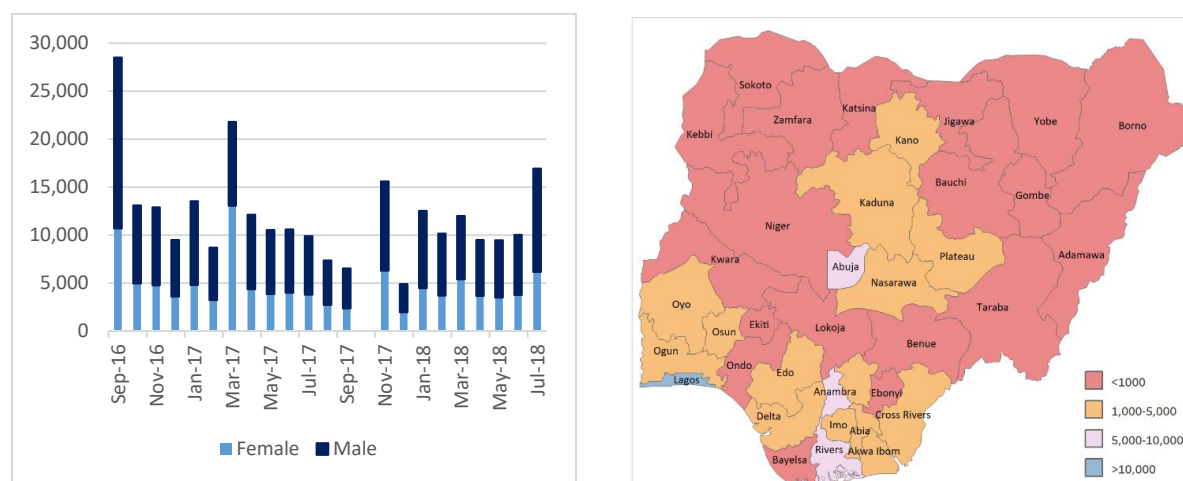 30,000
25,000
20,000
15,000
10,000
5,000
0
Sep-16
Nov-16
Jan-17
Mar-17
May-17
Jul-17
Sep-17
Nov-17
Jan-18
Mar-18
May-18
Jul-18
Female
Male
Sokoto
Katsina
Jigawa
Yobe
Borno
Zamfara
Kebbi
Kano
Bauchi
Gombe
Kaduna
Niger
Adamawa
Plateau
Abuja
Kwara
Nasarawa
Taraba
Oyo
Osun
Ekiti
Lokoja
Benue
Ogun
Ondo
Edo
Lagos
Anambra
Ebonyi
Cross Rivers
Delta
Imo
Abia
Rivers
Akwa Ibom
Bayelsa
<1000
1,000-5,000
5,000-10,000
>10,000